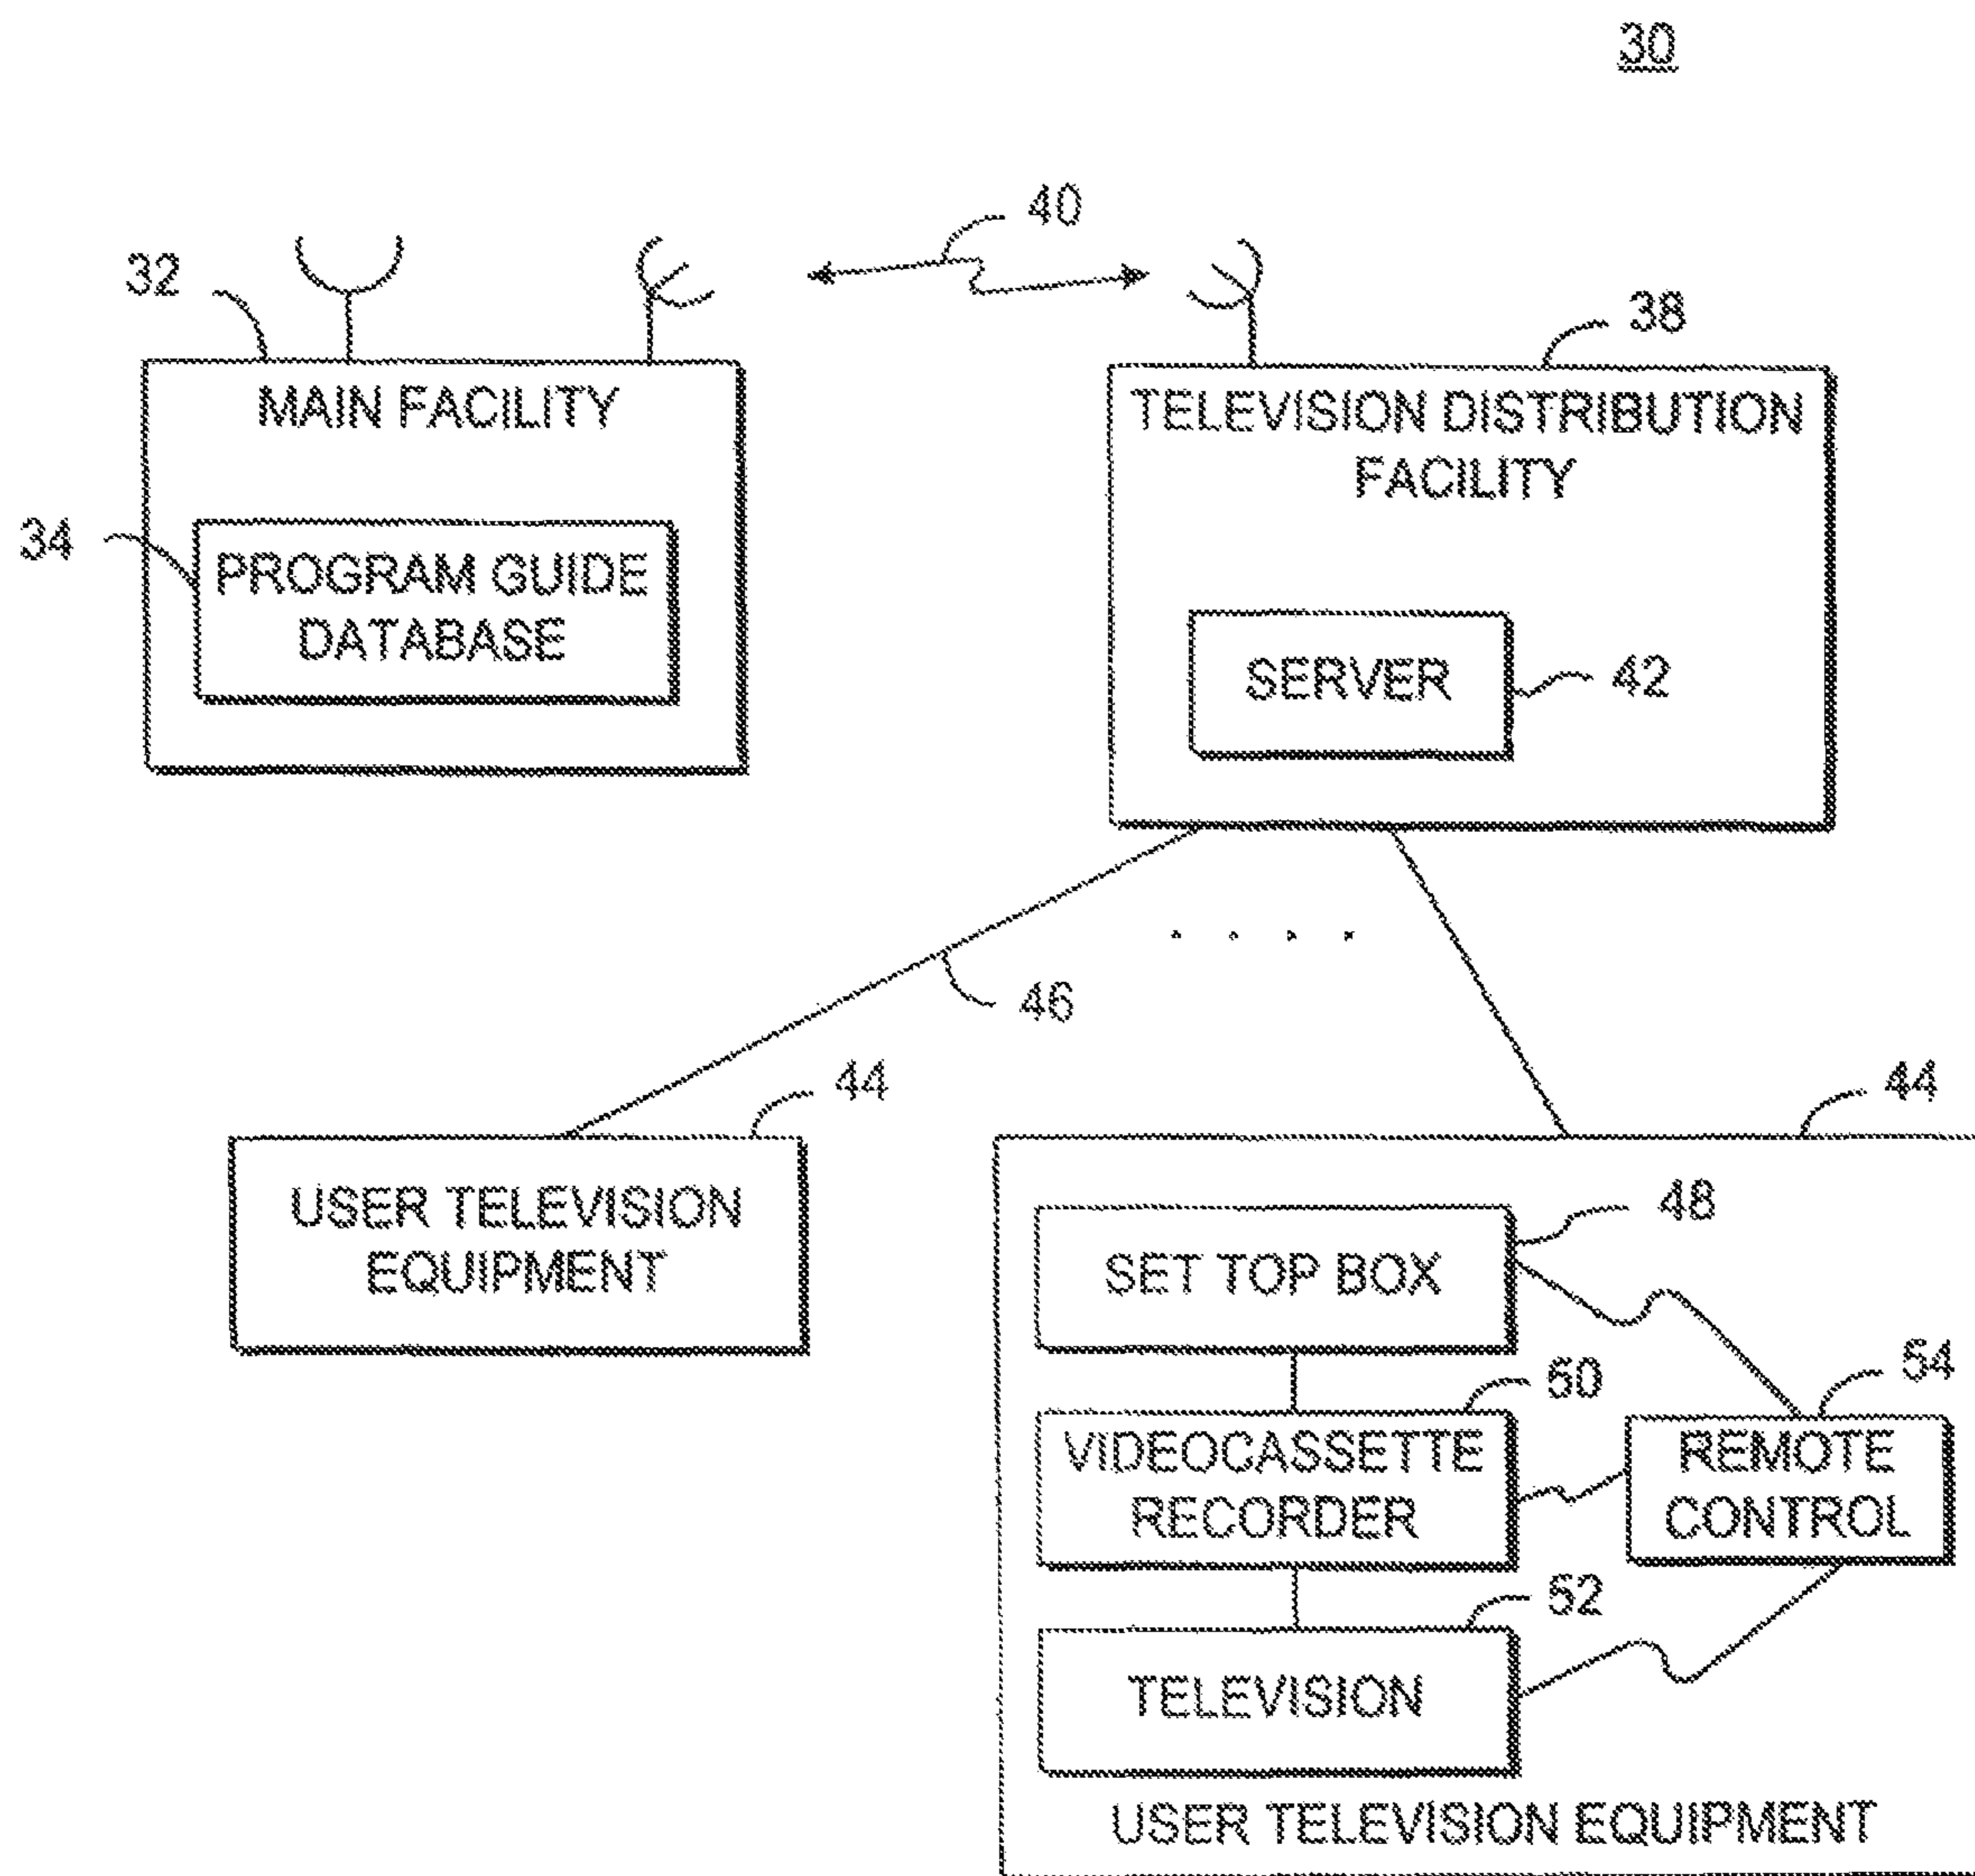 30
40
32
38
MAIN FACILITY
TELEVISION DISTRIBUTION
FACILITY
34
PROGRAM GUIDE
DATABASE
SERVER
42
46
44
44
USER TELEVISION
EQUIPMENT
48
SET TOP BOX
50
54
VIDEOCASSETTE
RECORDER
REMOTE
CONTROL
52
TELEVISION
USER TELEVISION EQUIPMENT